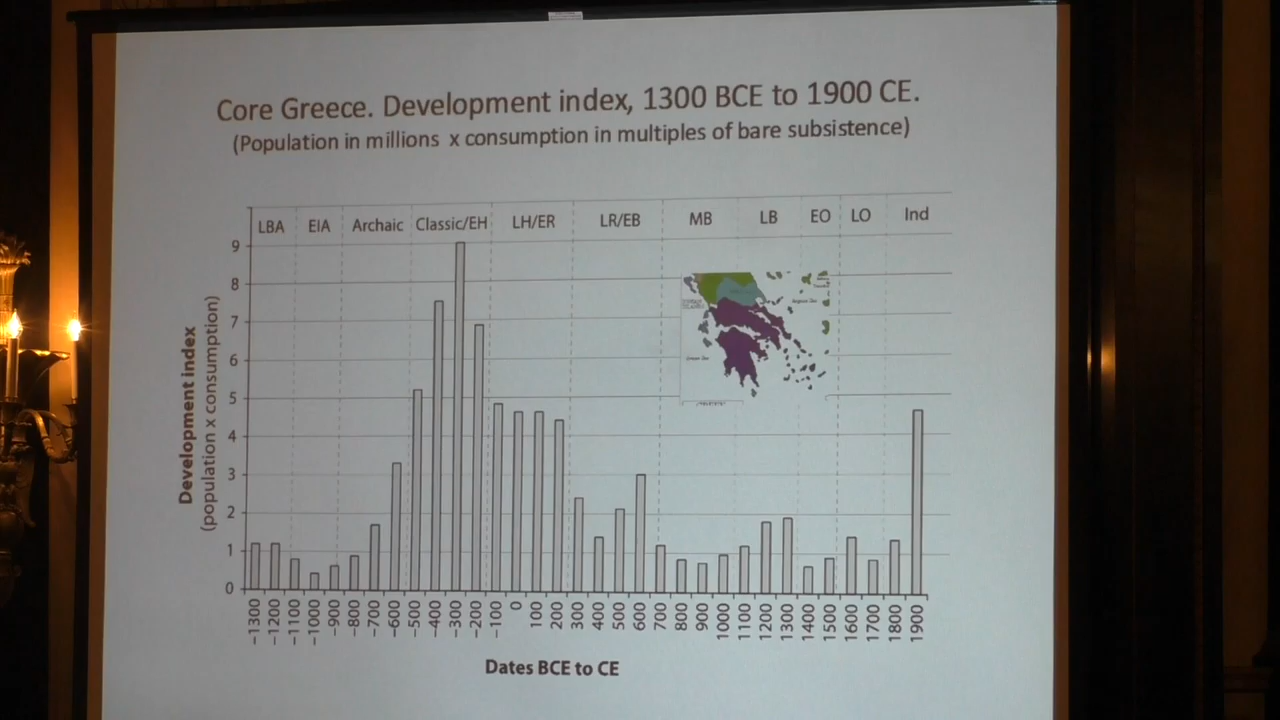 Core Greece. Development index, 1300 BCE to 1900 CE.
(Population in millions x consumption in multiples of bare subsistence)
LBA EIA Archaic Classic/EH LH/ER LR/EB MB LB EO LO Ind
9
8
7
6
5
4
3
2
1
0
Development index
(population x consumption)
−1300 −1200 −1100 −1000 −900 −800 −700 −600 −500 −400 −300 −200 −100 0 100 200 300 400 500 600 700 800 900 1000 1100 1200 1300 1400 1500 1600 1700 1800 1900
Dates BCE to CE